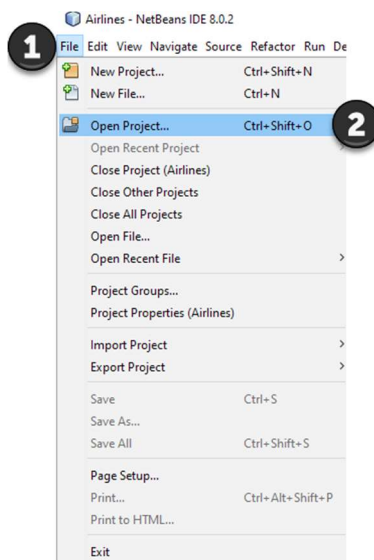 Airlines - NetBeans IDE 8.0.2
1 File Edit View Navigate Source Refactor Run De
New Project... Ctrl+Shift+N
New File... Ctrl+N
Open Project... Ctrl+Shift+O 2
Open Recent Project
Close Project (Airlines)
Close Other Projects
Close All Projects
Open File...
Open Recent File
Project Groups...
Project Properties (Airlines)
Import Project
Export Project
Save Ctrl+S
Save As...
Save All Ctrl+Shift+S
Page Setup...
Print... Ctrl+Alt+Shift+P
Print to HTML...
Exit